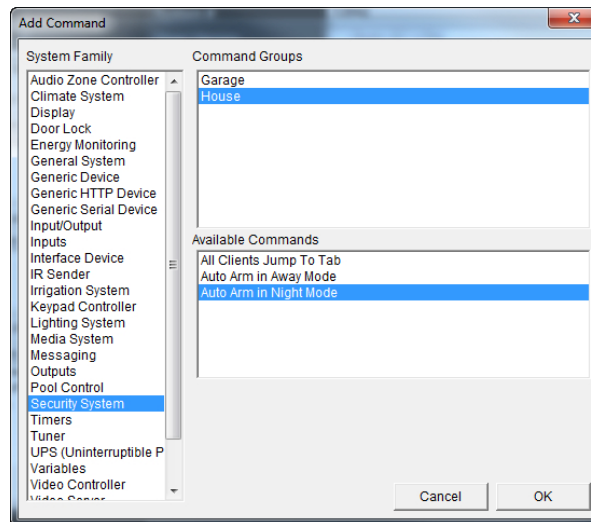 Add Command
System Family
Audio Zone Controller
Climate System
Display
Door Lock
Energy Monitoring
General System
Generic Device
Generic HTTP Device
Generic Serial Device
Input/Output
Inputs
Interface Device
IR Sender
Irrigation System
Keypad Controller
Lighting System
Media System
Messaging
Outputs
Pool Control
Security System
Timers
Tuner
UPS (Uninterruptible P
Variables
Video Controller
Video Server
Command Groups
Garage
House
Available Commands
All Clients Jump To Tab
Auto Arm in Away Mode
Auto Arm in Night Mode
Cancel
OK